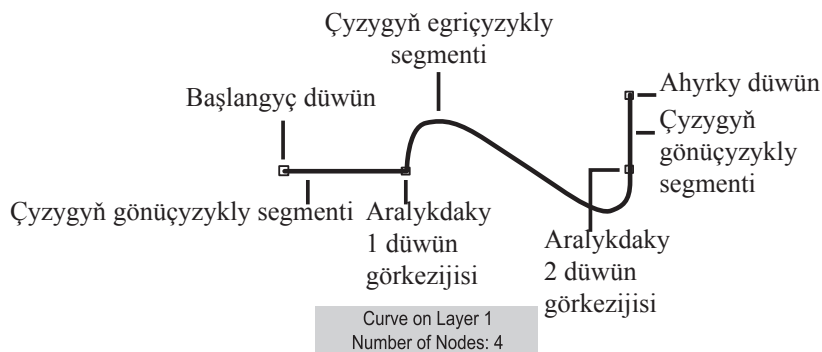 Çyzygyň egriçyzykly
segmenti
Başlangyç düwün
Ahyrky düwün
Çyzygyň
gönüçyzykly
segmenti
Çyzygyň gönüçyzykly segmenti
Aralykdaky
1 düwün
görkezijisi
Aralykdaky
2 düwün
görkezijisi
Curve on Layer 1
Number of Nodes: 4